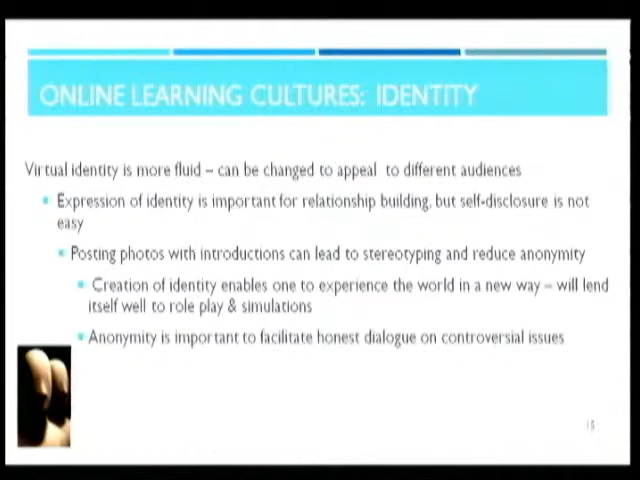 ONLINE LEARNING CULTURES: IDENTITY
Virtual identity is more fluid – can be changed to appeal to different audiences
Expression of identity is important for relationship building, but self-disclosure is not
easy
Posting photos with introductions can lead to stereotyping and reduce anonymity
Creation of identity enables one to experience the world in a new way – will lend
itself well to role play & simulations
Anonymity is important to facilitate honest dialogue on controversial issues
15